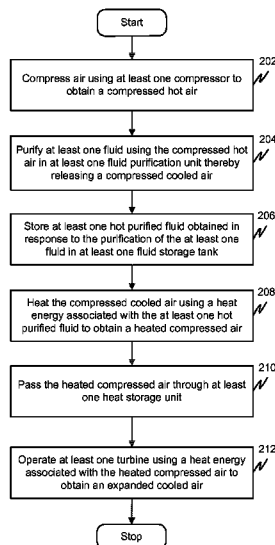 Start
202
Compress air using at least one compressor to
obtain a compressed hot air
204
Purify at least one fluid using the compressed hot
air in at least one fluid purification unit thereby
releasing a compressed cooled air
206
Store at least one hot purified fluid obtained in
response to the purification of the at least one
fluid in at least one fluid storage tank
208
Heat the compressed cooled air using a heat
energy associated with the at least one hot
purified fluid to obtain a heated compressed air
210
Pass the heated compressed air through at least
one heat storage unit
212
Operate at least one turbine using a heat energy
associated with the heated compressed air to
obtain an expanded cooled air
Stop